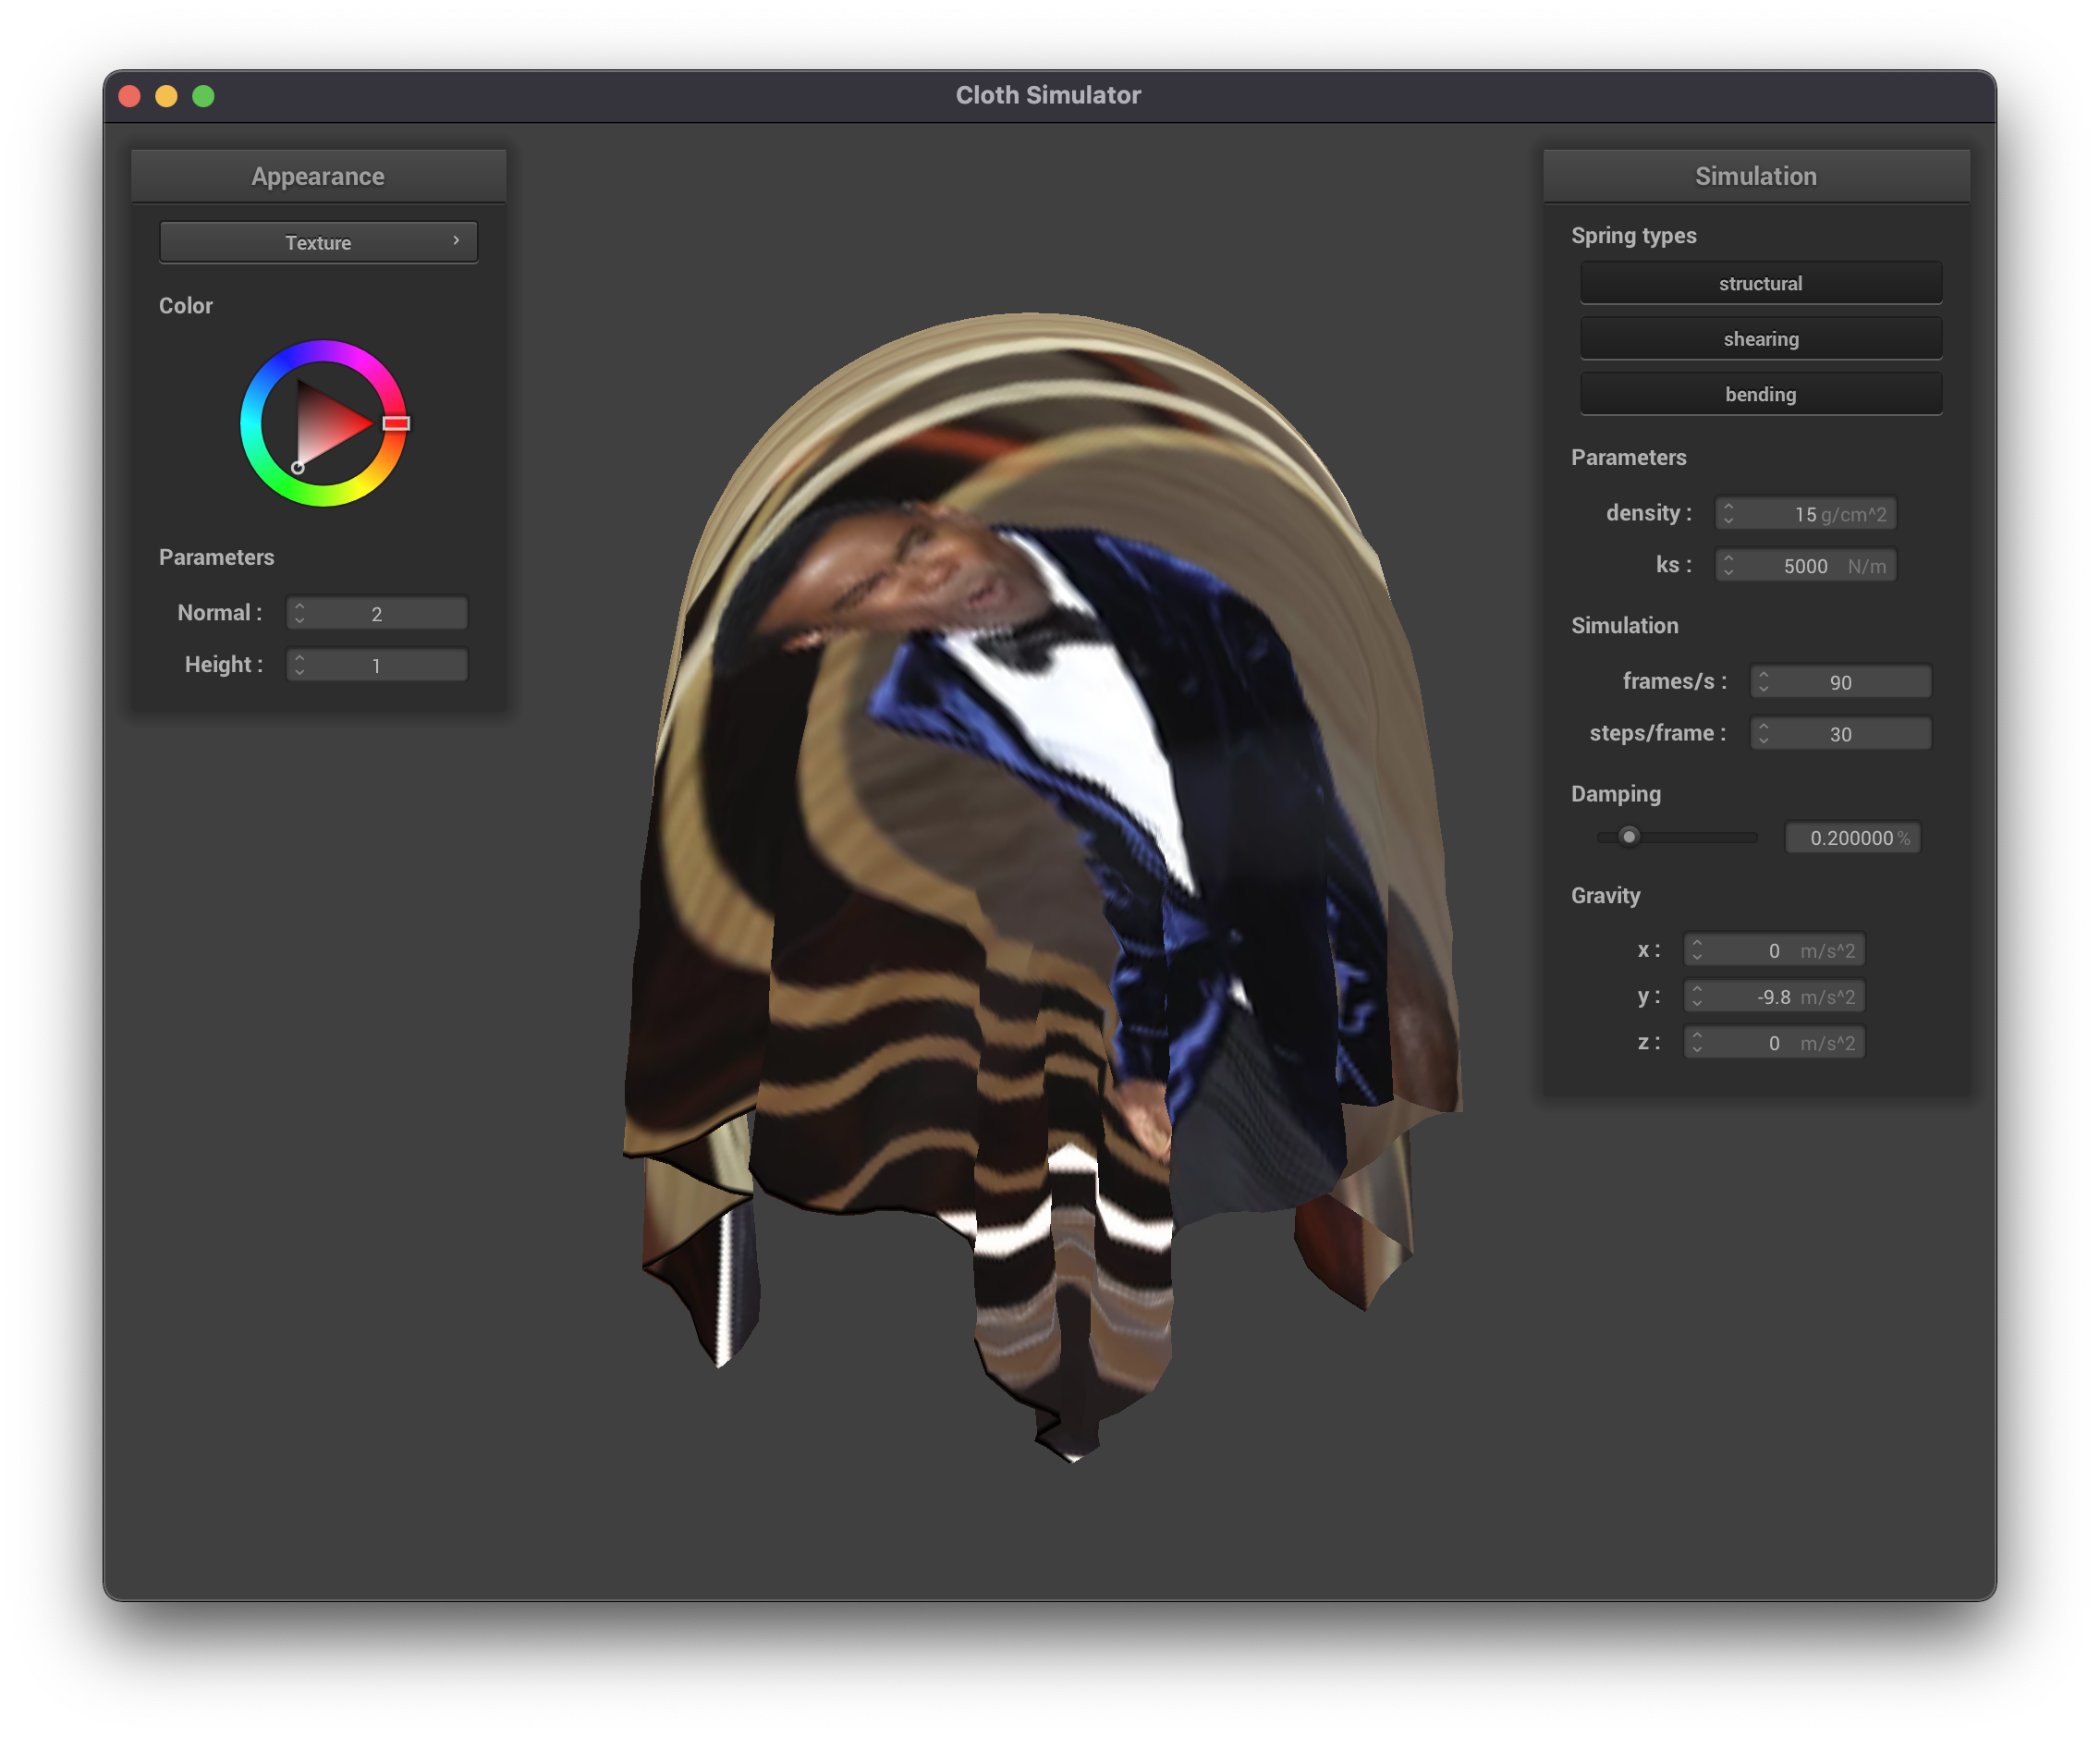 Cloth Simulator
Appearance
Texture
Color
Parameters
Normal : 2
Height : 1
Simulation
Spring types
structural
shearing
bending
Parameters
density : 15 g/cm^2
ks : 5000 N/m
Simulation
frames/s : 90
steps/frame : 30
Damping
0.200000 %
Gravity
x : 0 m/s^2
y : -9.8 m/s^2
z : 0 m/s^2